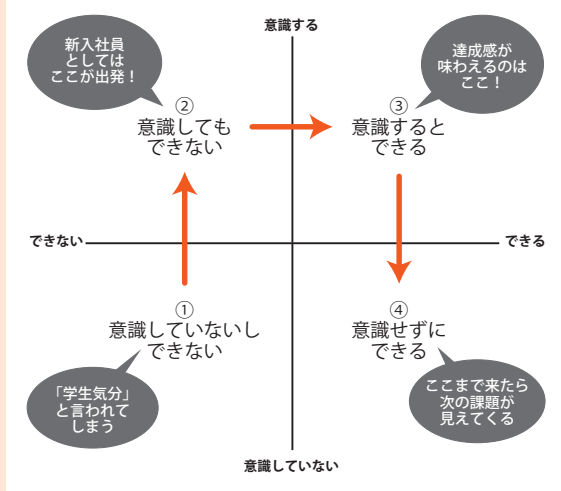 意識する
新入社員
としては
ここが出発！
達成感が
味わえるのは
ここ！
②
意識しても
できない
③
意識すると
できる
できない
できる
①
意識していないし
できない
④
意識せずに
できる
「学生気分」
と言われて
しまう
ここまで来たら
次の課題が
見えてくる
意識していない